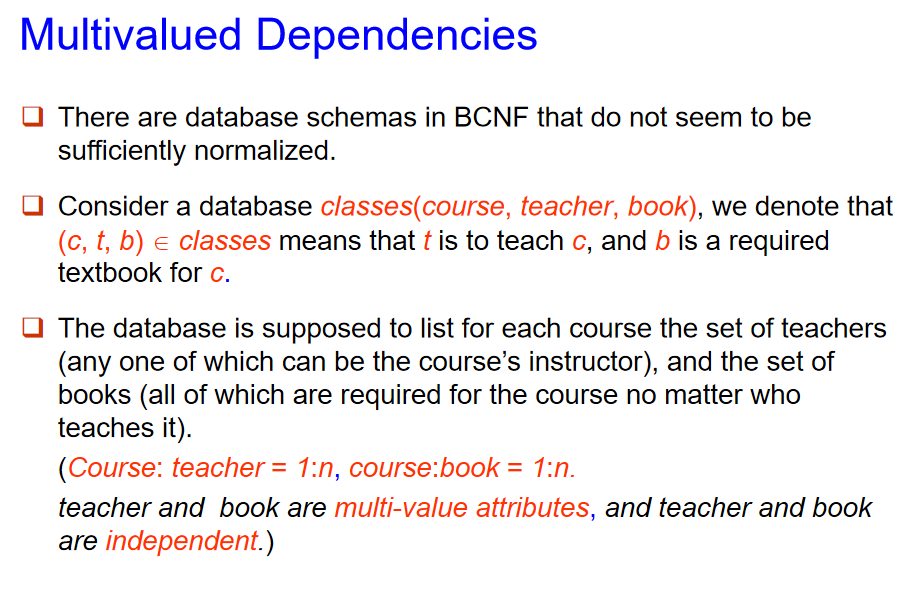 Multivalued Dependencies
❑ There are database schemas in BCNF that do not seem to be
sufficiently normalized.
❑ Consider a database classes(course, teacher, book), we denote that
(c, t, b) ∈ classes means that t is to teach c, and b is a required
textbook for c.
❑ The database is supposed to list for each course the set of teachers
(any one of which can be the course’s instructor), and the set of
books (all of which are required for the course no matter who
teaches it).
(Course: teacher = 1:n, course:book = 1:n.
teacher and book are multi-value attributes, and teacher and book
are independent.)